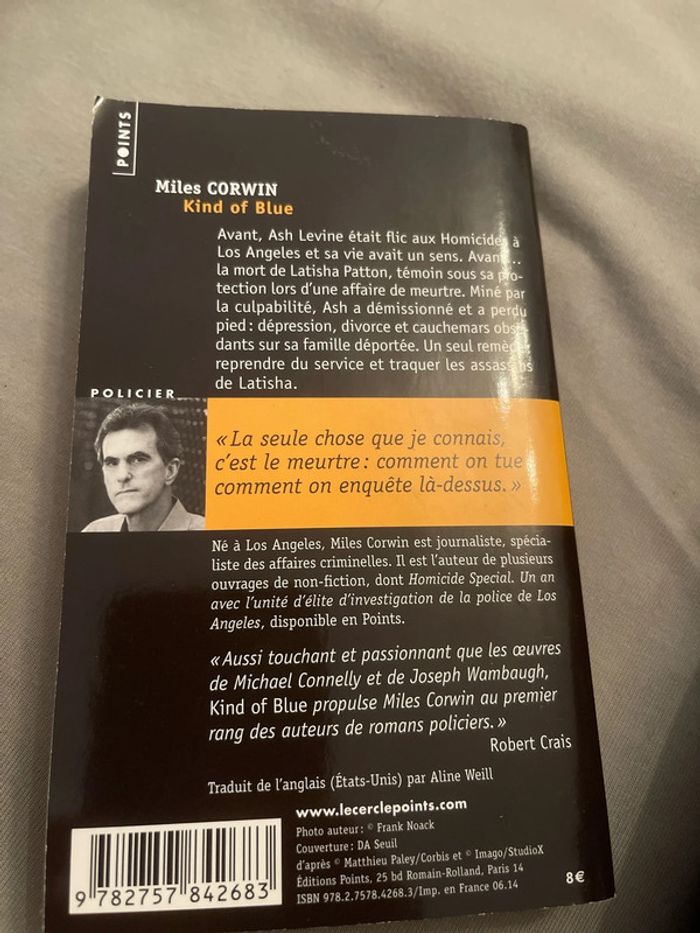 POINTS
Miles CORWIN
Kind of Blue
Avant, Ash Levine était flic aux Homicides à
Los Angeles et sa vie avait un sens. Avant...
la mort de Latisha Patton, témoin sous sa pro-
tection lors d'une affaire de meurtre. Miné par
la culpabilité, Ash a démissionné et a perdu
pied : dépression, divorce et cauchemars obsé-
dants sur sa famille déportée. Un seul remède :
reprendre du service et traquer les assassins
de Latisha.
POLICIER
« La seule chose que je connais,
c'est le meurtre : comment on tue
comment on enquête là-dessus. »
Né à Los Angeles, Miles Corwin est journaliste, spécia-
liste des affaires criminelles. Il est l'auteur de plusieurs
ouvrages de non-fiction, dont Homicide Special. Un an
avec l'unité d'élite d'investigation de la police de Los
Angeles, disponible en Points.
« Aussi touchant et passionnant que les œuvres
de Michael Connelly et de Joseph Wambaugh,
Kind of Blue propulse Miles Corwin au premier
rang des auteurs de romans policiers. »
Robert Crais
Traduit de l'anglais (États-Unis) par Aline Weill
www.lecerclepoints.com
Photo auteur : © Frank Noack
Couverture : DA Seuil
d'après © Matthieu Paley/Corbis et © Imago/StudioX
Éditions Points, 25 bd Romain-Rolland, Paris 14
ISBN 978.2.7578.4268.3/Imp. en France 06.14
8€
9 782757 842683